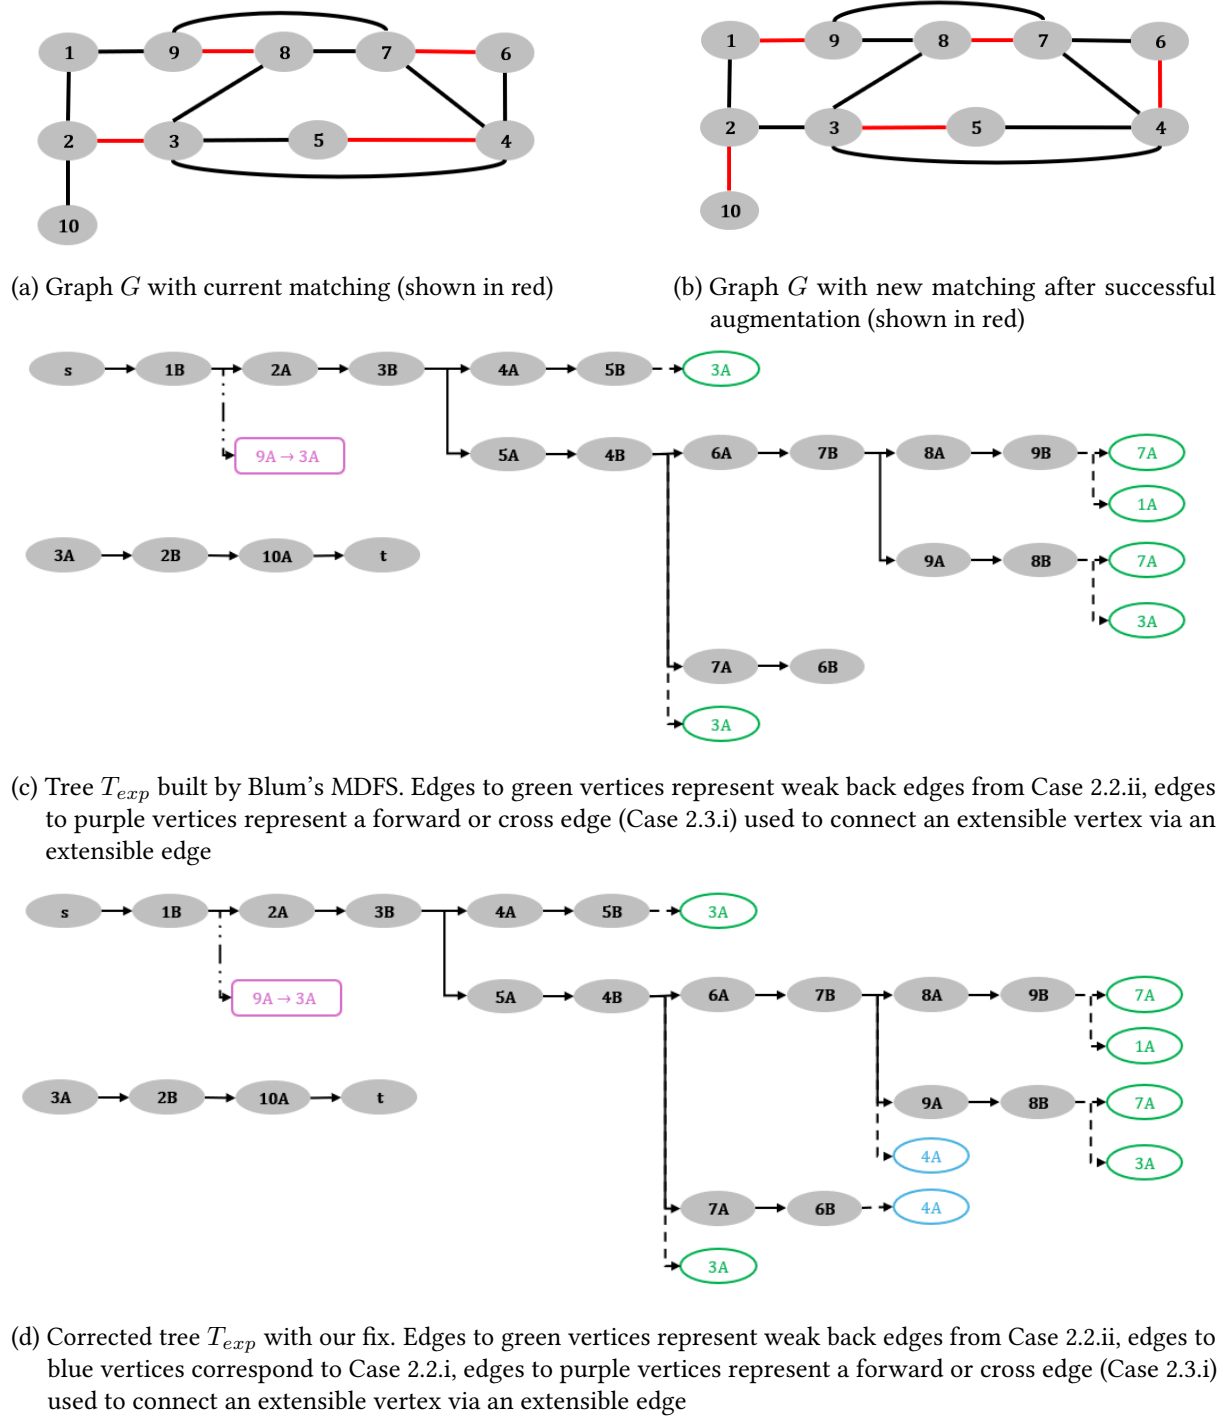 1 9 8 7 6
2 3 5 4
10
1 9 8 7 6
2 3 5 4
10
(a) Graph G with current matching (shown in red)
(b) Graph G with new matching after successful
augmentation (shown in red)
s 1B 2A 3B 4A 5B 3A
9A → 3A 5A 4B 6A 7B 8A 9B 7A
1A
3A 2B 10A t 9A 8B 7A
3A
7A 6B
3A
(c) Tree T_exp built by Blum's MDFS. Edges to green vertices represent weak back edges from Case 2.2.ii, edges
to purple vertices represent a forward or cross edge (Case 2.3.i) used to connect an extensible vertex via an
extensible edge
s 1B 2A 3B 4A 5B 3A
9A → 3A 5A 4B 6A 7B 8A 9B 7A
1A
3A 2B 10A t 9A 8B 7A
4A 3A
7A 6B 4A
3A
(d) Corrected tree T_exp with our fix. Edges to green vertices represent weak back edges from Case 2.2.ii, edges to
blue vertices correspond to Case 2.2.i, edges to purple vertices represent a forward or cross edge (Case 2.3.i)
used to connect an extensible vertex via an extensible edge